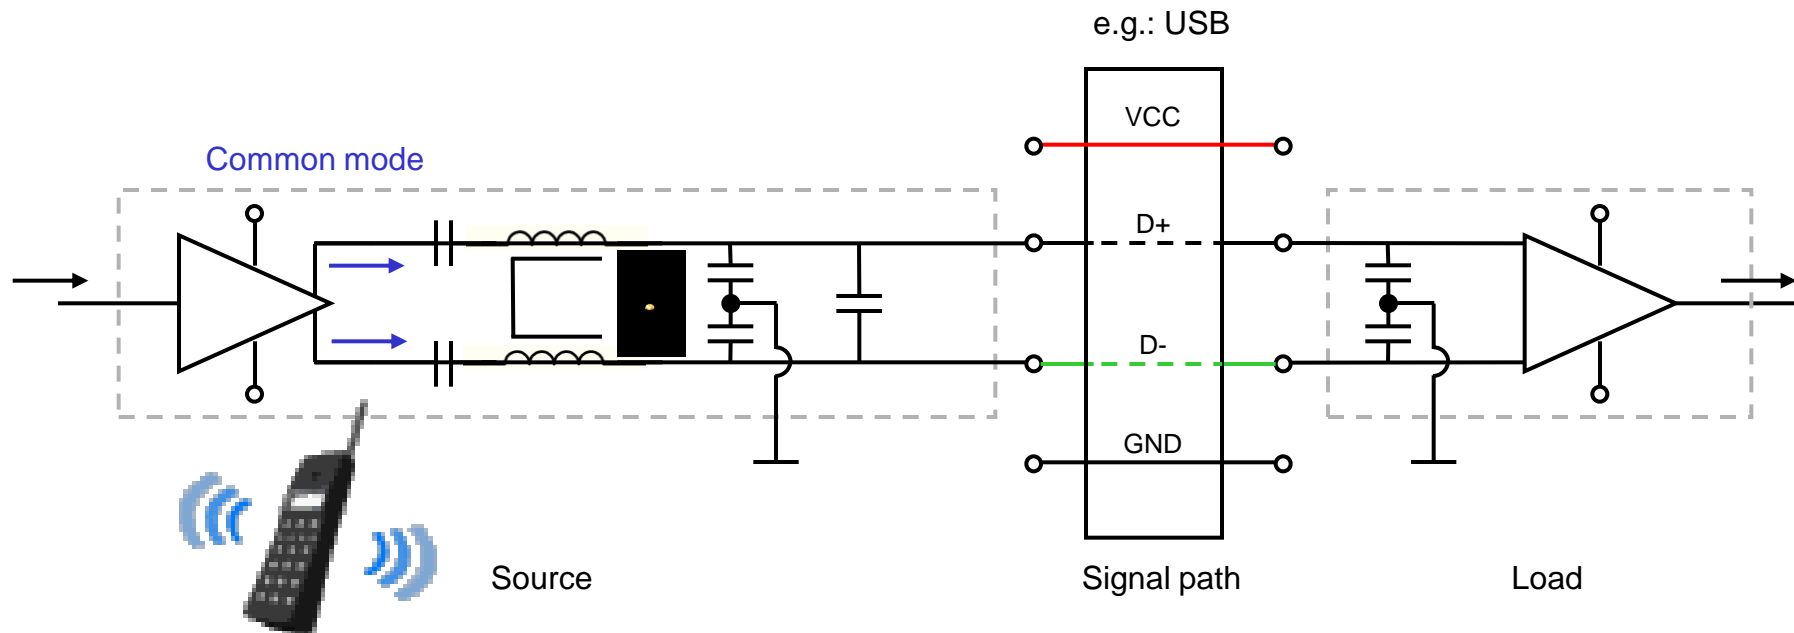 e.g.: USB
VCC
Common mode
D+
D-
GND
Source
Signal path
Load